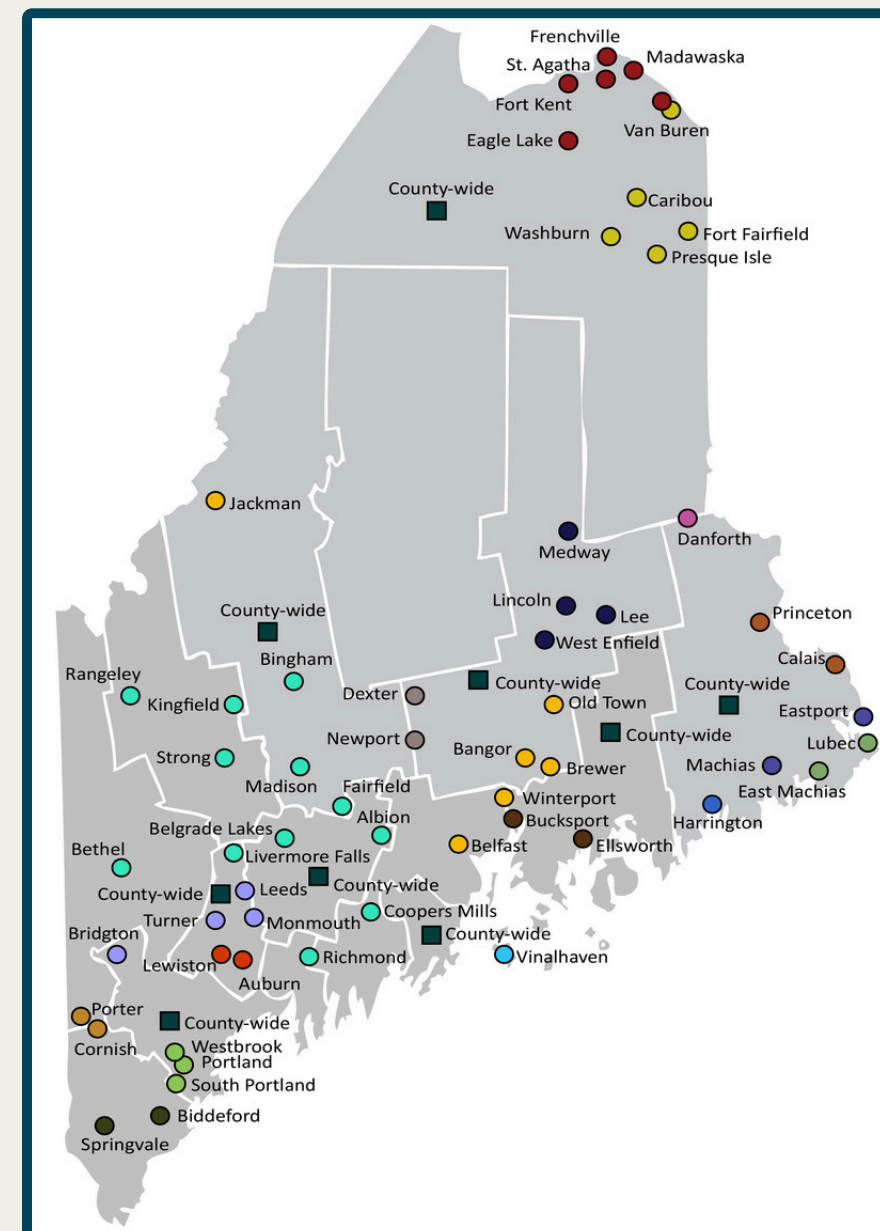 Frenchville
Madawaska
St. Agatha
Fort Kent
Van Buren
Eagle Lake
County-wide
Caribou
Washburn
Fort Fairfield
Presque Isle
Jackman
Danforth
Medway
Lincoln
Lee
Princeton
County-wide
West Enfield
Bingham
Calais
Rangeley
County-wide
County-wide
Dexter
Kingfield
Old Town
Eastport
County-wide
Newport
Lubec
Bangor
Strong
Brewer
Machias
Madison
Fairfield
East Machias
Winterport
Albion
Bucksport
Harrington
Belgrade Lakes
Belfast
Ellsworth
Bethel
Livermore Falls
County-wide
Leeds
County-wide
Coopers Mills
Turner
Monmouth
Bridgton
County-wide
Lewiston
Richmond
Vinalhaven
Auburn
Porter
County-wide
Cornish
Westbrook
Portland
South Portland
Biddeford
Springvale